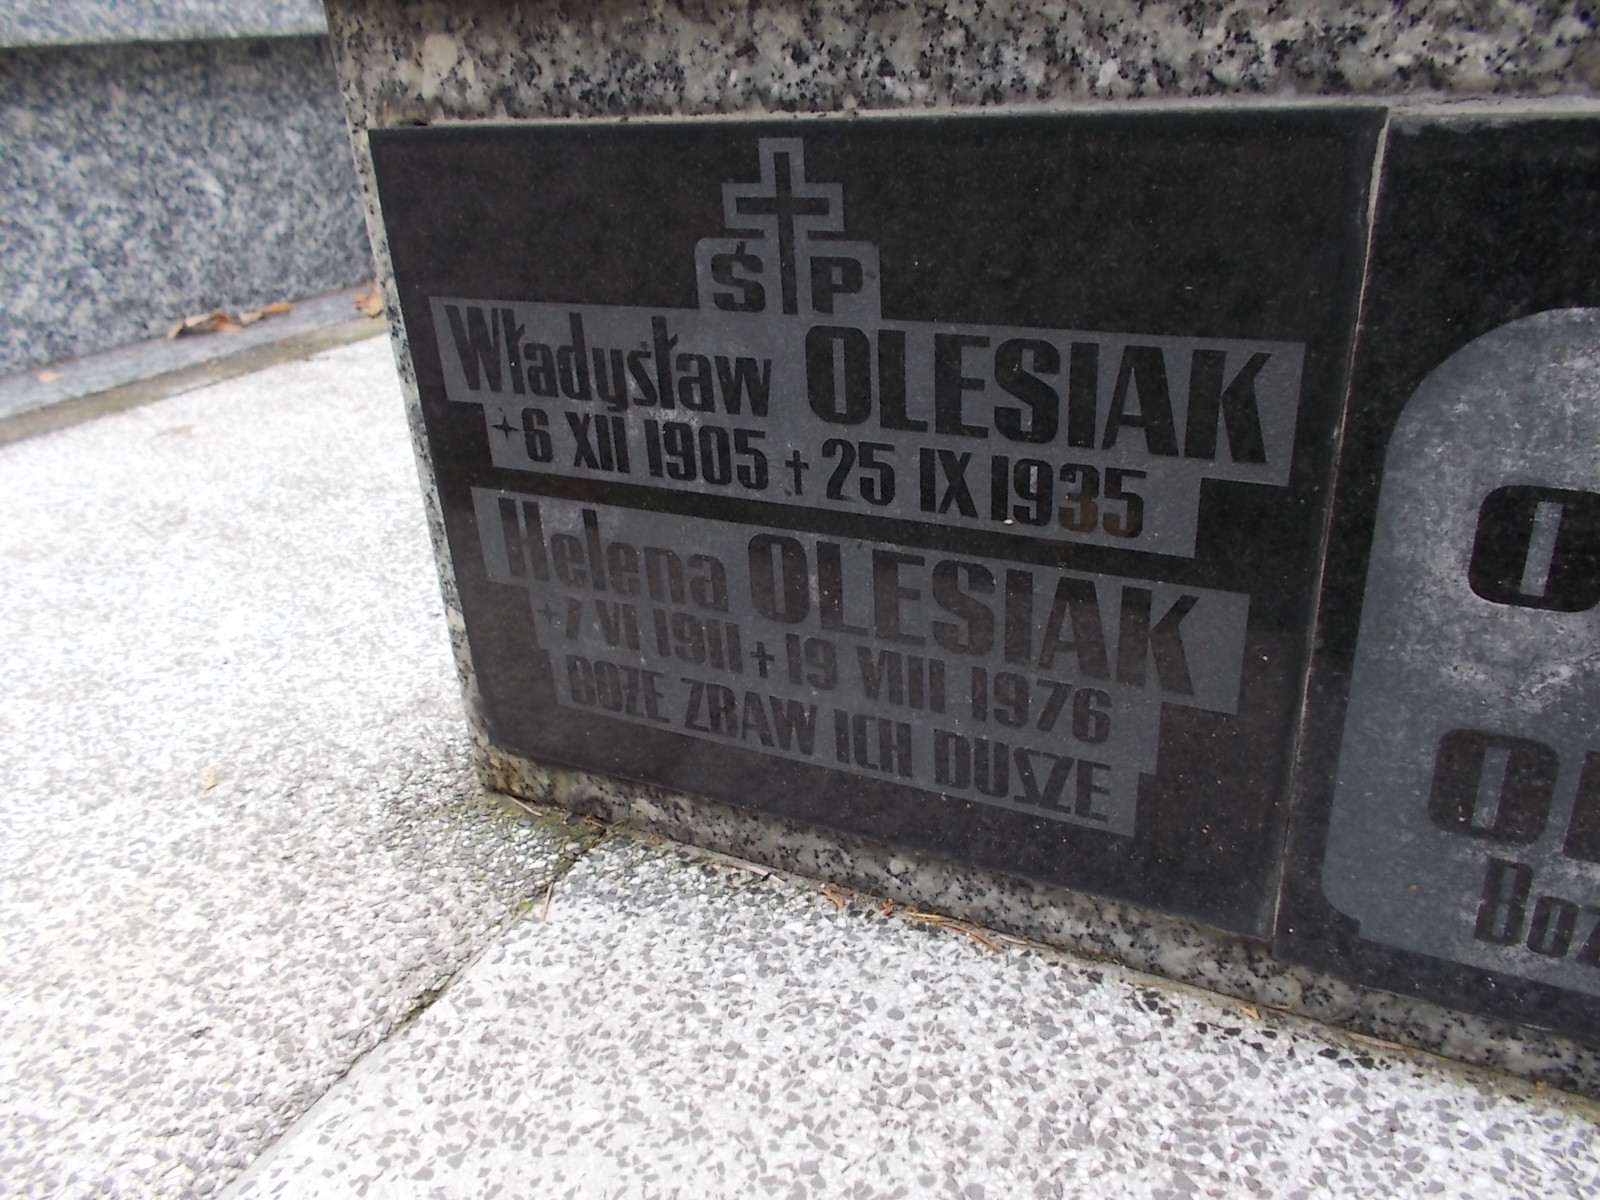 Ś P
Władysław OLESIAK
6 XII 1905 † 25 IX 1935
Helena OLESIAK
7 VI 1911 † 19 VIII 1976
BOŻE ZBAW ICH DUSZE